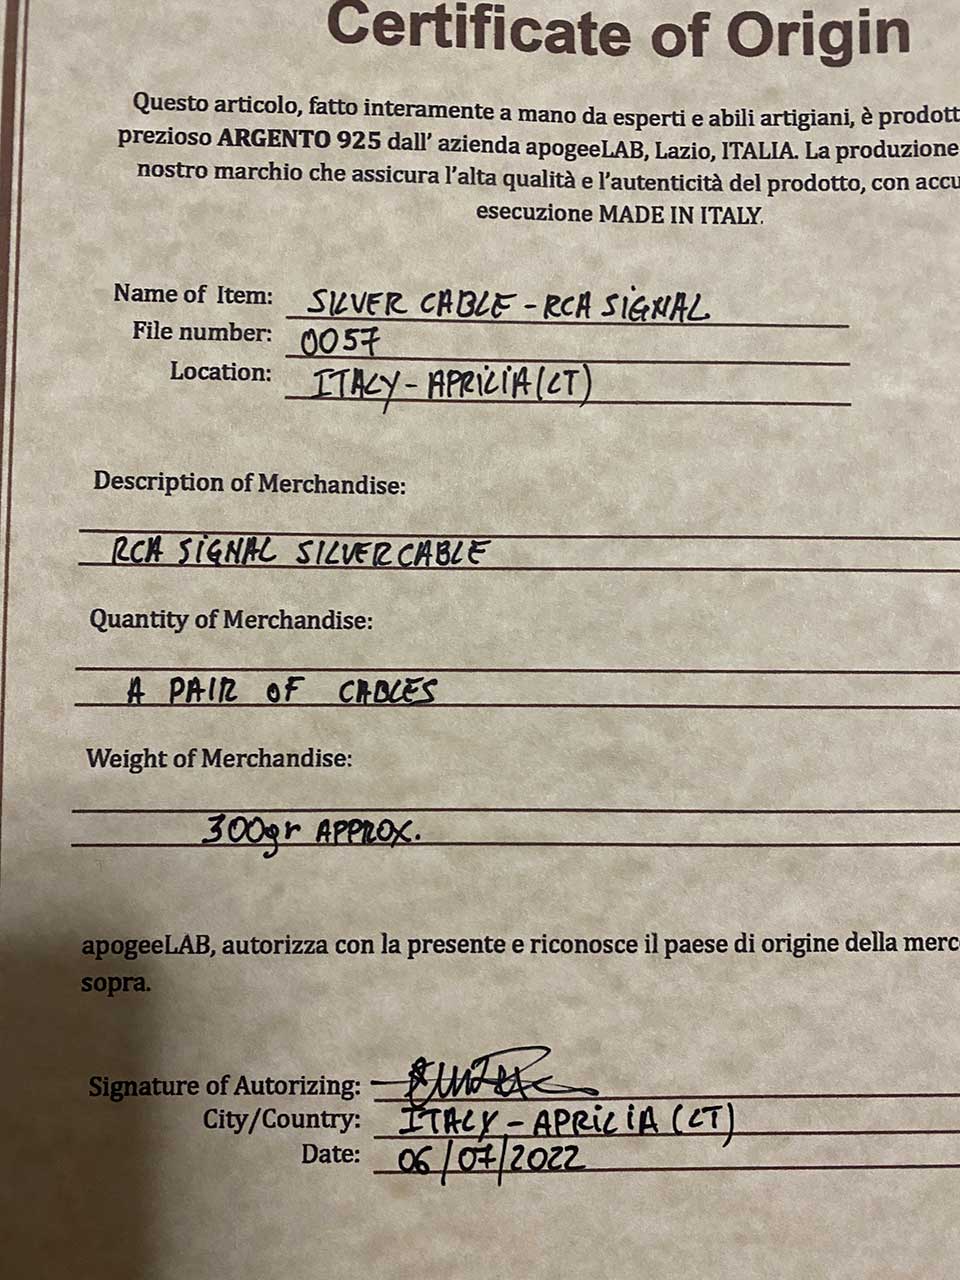 Certificate of Origin
Questo articolo, fatto interamente a mano da esperti e abili artigiani, è prodott
prezioso ARGENTO 925 dall' azienda apogeeLAB, Lazio, ITALIA. La produzione
nostro marchio che assicura l'alta qualità e l'autenticità del prodotto, con accu
esecuzione MADE IN ITALY.
Name of Item: SILVER CABLE - RCA SIGNAL
File number: 0057
Location: ITALY - APRILIA (LT)
Description of Merchandise:
RCA SIGNAL SILVER CABLE
Quantity of Merchandise:
A PAIR OF CABLES
Weight of Merchandise:
300gr APPROX.
apogeeLAB, autorizza con la presente e riconosce il paese di origine della merc
sopra.
Signature of Autorizing:
City/Country: ITALY - APRILIA (LT)
Date: 06/07/2022